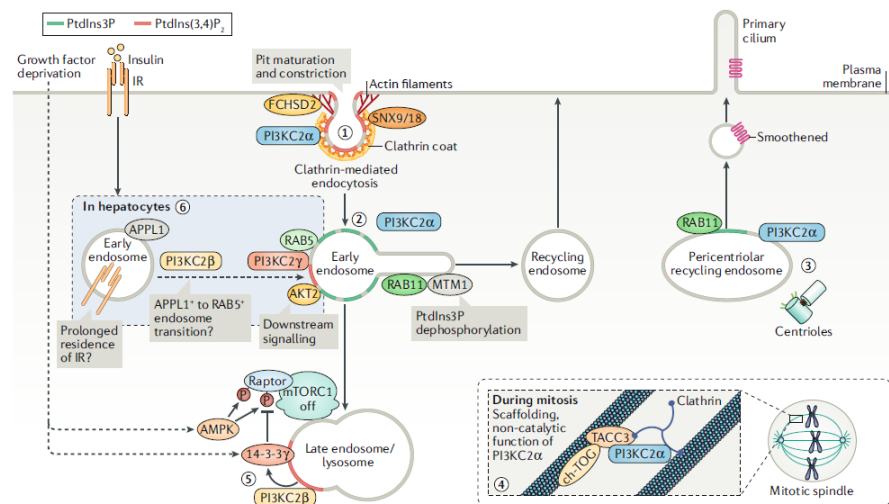 PtdIns3P
PtdIns(3,4)P2
Growth factor
deprivation
Insulin
IR
Pit maturation
and constriction
Actin filaments
FCHSD2
SNX9/18
PI3KC2α
①
Clathrin coat
Clathrin-mediated
endocytosis
Primary
cilium
Plasma
membrane
Smoothened
In hepatocytes ⑥
APPL1
Early
endosome
PI3KC2β
APPL1+ to RAB5+
endosome
transition?
Prolonged
residence
of IR?
②
PI3KC2α
RAB5
PI3KC2γ
AKT2
Early
endosome
RAB11
MTM1
Downstream
signalling
PtdIns3P
dephosphorylation
Recycling
endosome
RAB11
PI3KC2α
Pericentriolar
recycling endosome
③
Centrioles
Raptor
P
P
mTORC1
off
AMPK
14-3-3γ
Late endosome/
lysosome
⑤
PI3KC2β
During mitosis
Scaffolding,
non-catalytic
function of
PI3KC2α
④
Clathrin
TACC3
PI3KC2α
ch-TOG
Mitotic spindle